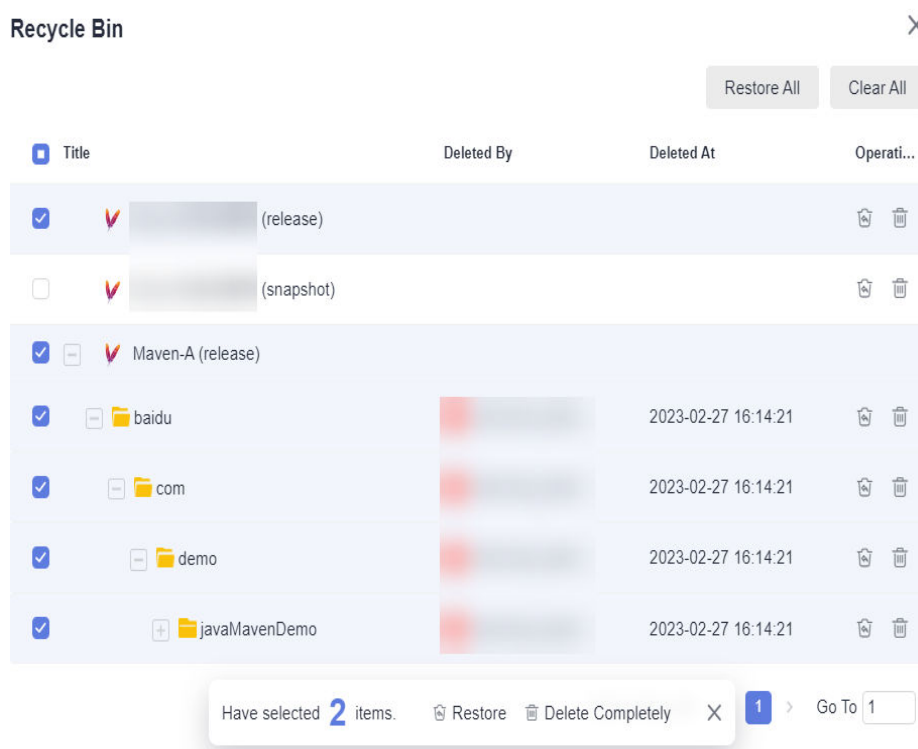 Recycle Bin
Restore All Clear All
Title Deleted By Deleted At Operati...
(release)
(snapshot)
Maven-A (release)
baidu 2023-02-27 16:14:21
com 2023-02-27 16:14:21
demo 2023-02-27 16:14:21
javaMavenDemo 2023-02-27 16:14:21
Have selected 2 items. Restore Delete Completely 1 Go To 1